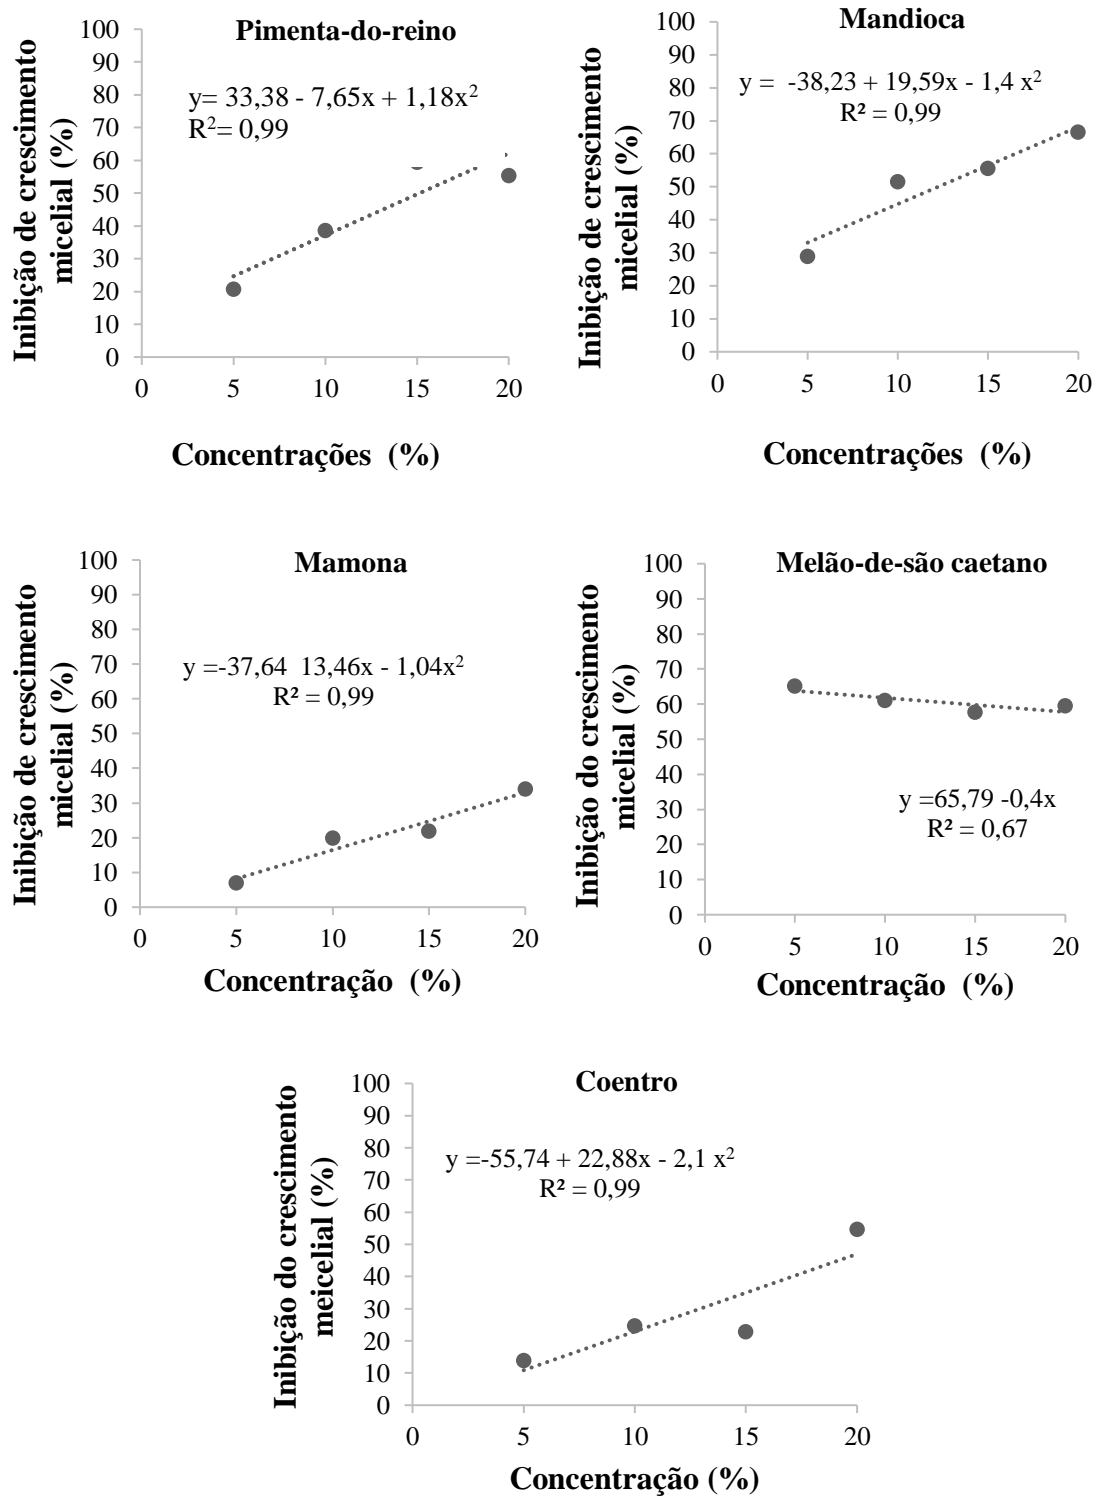 Pimenta-do-reino
y= 33,38 - 7,65x + 1,18x²
R²= 0,99
Inibição de crescimento
micelial (%)
100
90
80
70
60
50
40
30
20
10
0
0 5 10 15 20
Concentrações (%)
Mandioca
y = -38,23 + 19,59x - 1,4 x²
R² = 0,99
Inibição de crescimento
micelial (%)
100
90
80
70
60
50
40
30
20
10
0
0 5 10 15 20
Concentrações (%)
Mamona
y =-37,64 13,46x - 1,04x²
R² = 0,99
Inibição de crescimento
micelial (%)
100
90
80
70
60
50
40
30
20
10
0
0 5 10 15 20
Concentração (%)
Melão-de-são caetano
y =65,79 -0,4x
R² = 0,67
Inibição do crescimento
micelial (%)
100
90
80
70
60
50
40
30
20
10
0
0 5 10 15 20
Concentração (%)
Coentro
y =-55,74 + 22,88x - 2,1 x²
R² = 0,99
Inibição do crescimento
meicelial (%)
100
90
80
70
60
50
40
30
20
10
0
0 5 10 15 20
Concentração (%)